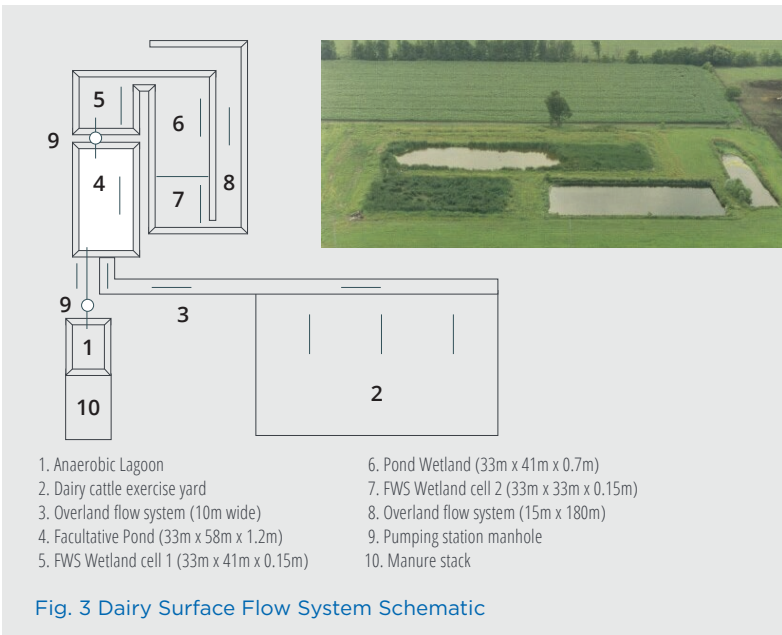 5
9
6
4
7
8
9
3
1
2
10
1. Anaerobic Lagoon
2. Dairy cattle exercise yard
3. Overland flow system (10m wide)
4. Facultative Pond (33m x 58m x 1.2m)
5. FWS Wetland cell 1 (33m x 41m x 0.15m)
6. Pond Wetland (33m x 41m x 0.7m)
7. FWS Wetland cell 2 (33m x 33m x 0.15m)
8. Overland flow system (15m x 180m)
9. Pumping station manhole
10. Manure stack
Fig. 3 Dairy Surface Flow System Schematic